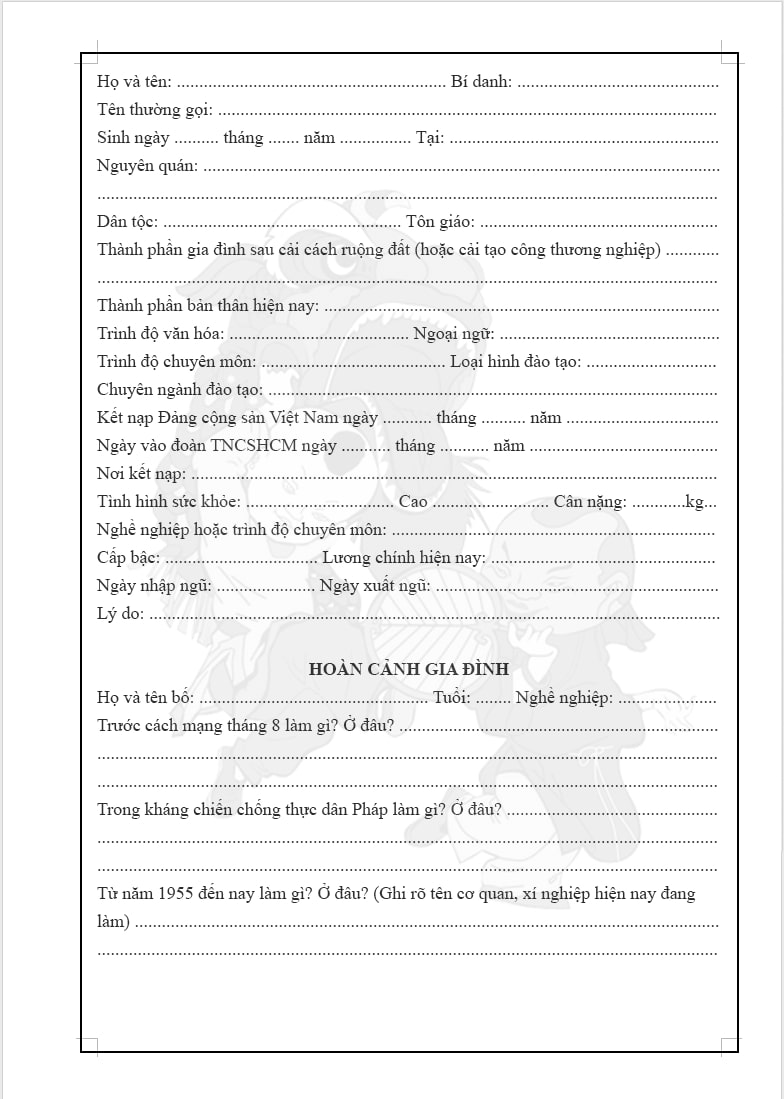 Họ và tên: ............................................................ Bí danh: .............................................
Tên thường gọi: ...............................................................................................................
Sinh ngày .......... tháng ....... năm ................ Tại: ............................................................
Nguyên quán: ...................................................................................................................
..........................................................................................................................................
Dân tộc: ..................................................... Tôn giáo: .....................................................
Thành phần gia đình sau cải cách ruộng đất (hoặc cải tạo công thương nghiệp) ............
..........................................................................................................................................
Thành phần bản thân hiện nay: ........................................................................................
Trình độ văn hóa: ........................................ Ngoại ngữ: .................................................
Trình độ chuyên môn: ......................................... Loại hình đào tạo: .............................
Chuyên ngành đào tạo: ....................................................................................................
Kết nạp Đảng cộng sản Việt Nam ngày ........... tháng .......... năm ..................................
Ngày vào đoàn TNCSHCM ngày ........... tháng ........... năm ..........................................
Nơi kết nạp: .....................................................................................................................
Tình hình sức khỏe: ................................. Cao .......................... Cân nặng: ............kg...
Nghề nghiệp hoặc trình độ chuyên môn: ........................................................................
Cấp bậc: .................................. Lương chính hiện nay: ..................................................
Ngày nhập ngũ: ...................... Ngày xuất ngũ: ...............................................................
Lý do: ...............................................................................................................................
HOÀN CẢNH GIA ĐÌNH
Họ và tên bố: ................................................... Tuổi: ........ Nghề nghiệp: ......................
Trước cách mạng tháng 8 làm gì? Ở đâu? .......................................................................
..........................................................................................................................................
..........................................................................................................................................
Trong kháng chiến chống thực dân Pháp làm gì? Ở đâu? ...............................................
..........................................................................................................................................
..........................................................................................................................................
Từ năm 1955 đến nay làm gì? Ở đâu? (Ghi rõ tên cơ quan, xí nghiệp hiện nay đang
làm) ..................................................................................................................................
..........................................................................................................................................